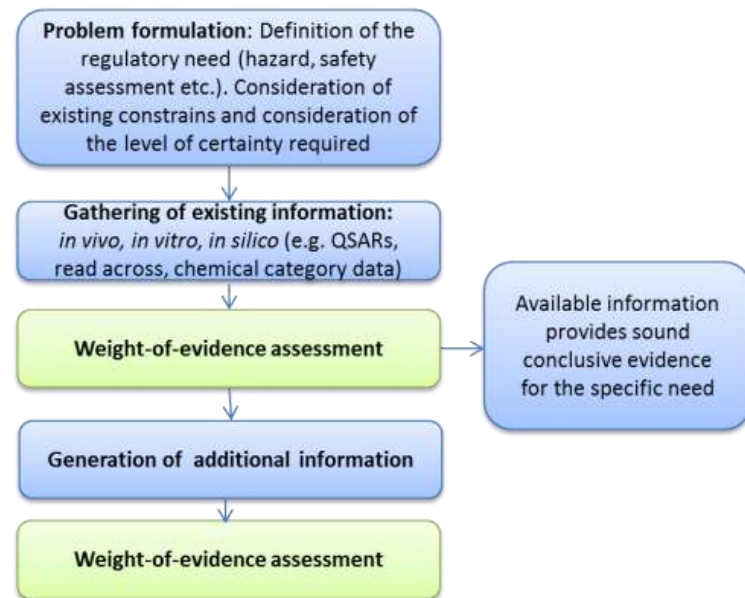 Problem formulation: Definition of the
regulatory need (hazard, safety
assessment etc.). Consideration of
existing constrains and consideration of
the level of certainty required
Gathering of existing information:
in vivo, in vitro, in silico (e.g. QSARs,
read across, chemical category data)
Weight-of-evidence assessment
Available information
provides sound
conclusive evidence
for the specific need
Generation of additional information
Weight-of-evidence assessment